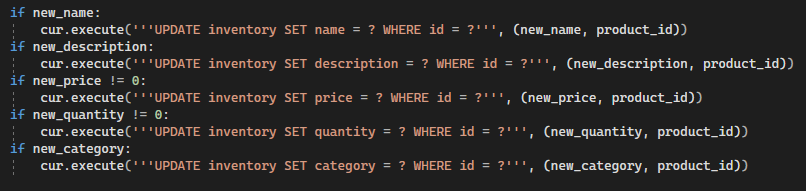 if new_name:
    cur.execute('''UPDATE inventory SET name = ? WHERE id = ?''', (new_name, product_id))
if new_description:
    cur.execute('''UPDATE inventory SET description = ? WHERE id = ?''', (new_description, product_id))
if new_price != 0:
    cur.execute('''UPDATE inventory SET price = ? WHERE id = ?''', (new_price, product_id))
if new_quantity != 0:
    cur.execute('''UPDATE inventory SET quantity = ? WHERE id = ?''', (new_quantity, product_id))
if new_category:
    cur.execute('''UPDATE inventory SET category = ? WHERE id = ?''', (new_category, product_id))